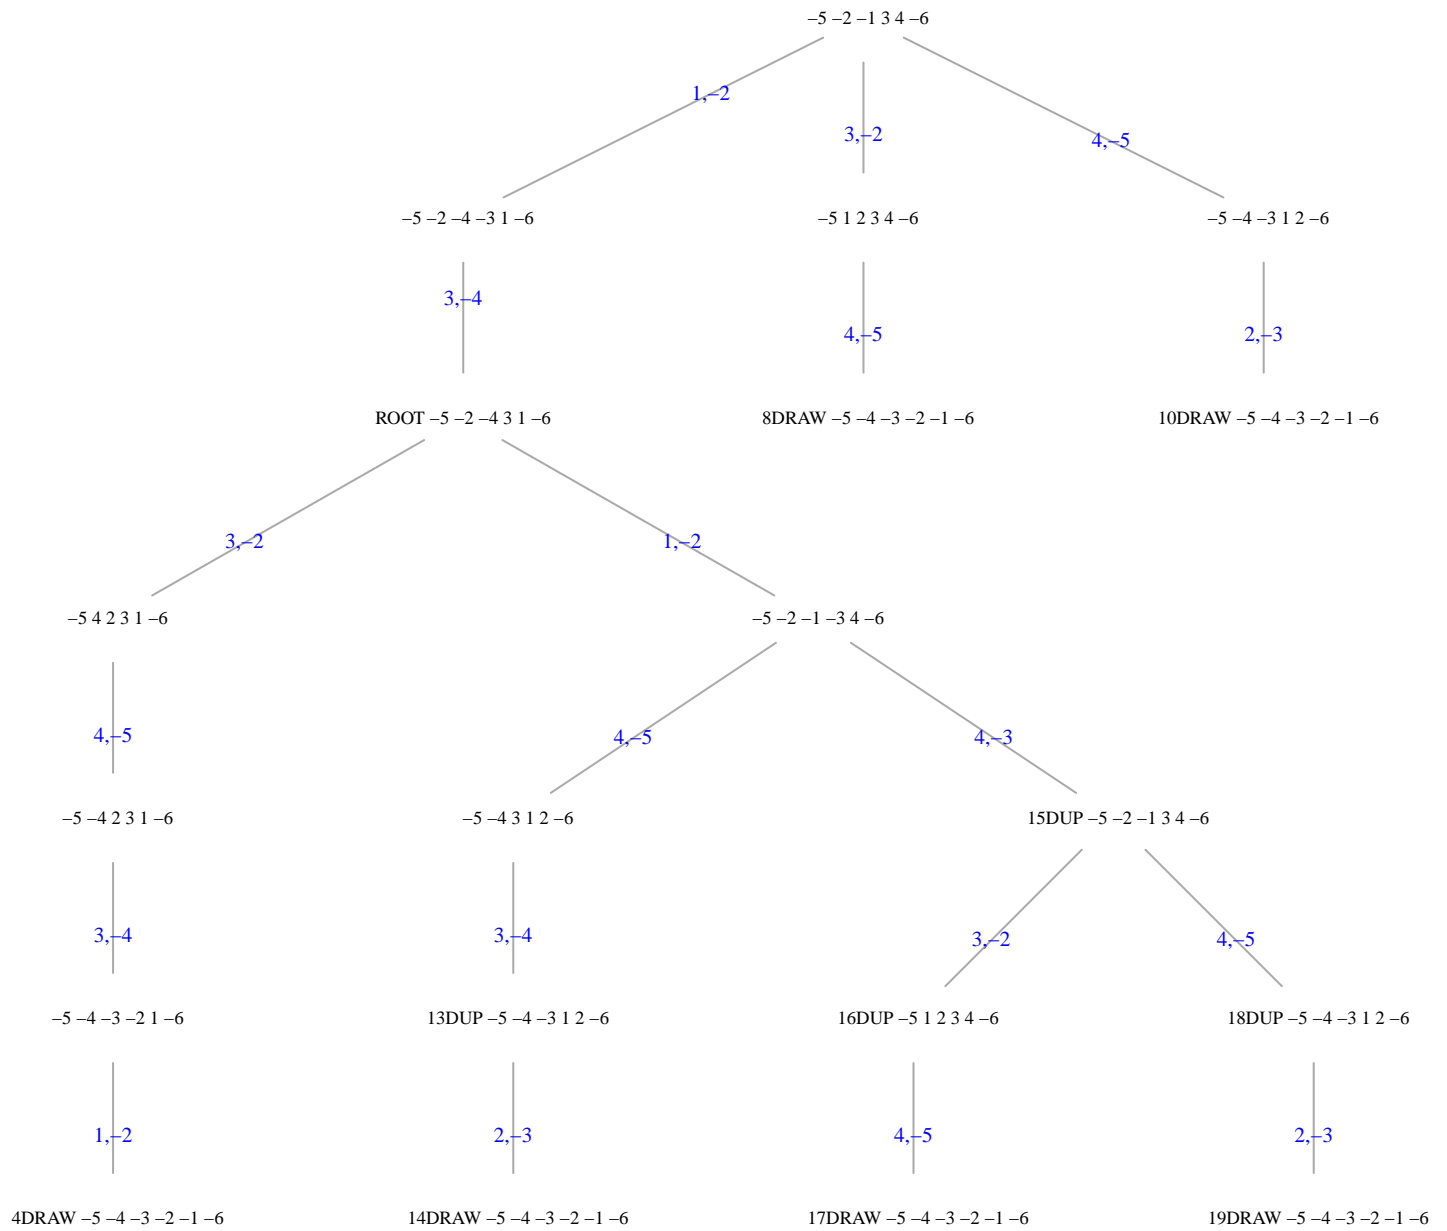 –5 –2 –1 3 4 –6
1,–2
3,–2
4,–5
–5 –2 –4 –3 1 –6
–5 1 2 3 4 –6
–5 –4 –3 1 2 –6
3,–4
4,–5
2,–3
ROOT –5 –2 –4 3 1 –6
8DRAW –5 –4 –3 –2 –1 –6
10DRAW –5 –4 –3 –2 –1 –6
3,–2
1,–2
–5 4 2 3 1 –6
–5 –2 –1 –3 4 –6
4,–5
4,–5
4,–3
–5 –4 2 3 1 –6
–5 –4 3 1 2 –6
15DUP –5 –2 –1 3 4 –6
3,–4
3,–4
3,–2
4,–5
–5 –4 –3 –2 1 –6
13DUP –5 –4 –3 1 2 –6
16DUP –5 1 2 3 4 –6
18DUP –5 –4 –3 1 2 –6
1,–2
2,–3
4,–5
2,–3
4DRAW –5 –4 –3 –2 –1 –6
14DRAW –5 –4 –3 –2 –1 –6
17DRAW –5 –4 –3 –2 –1 –6
19DRAW –5 –4 –3 –2 –1 –6